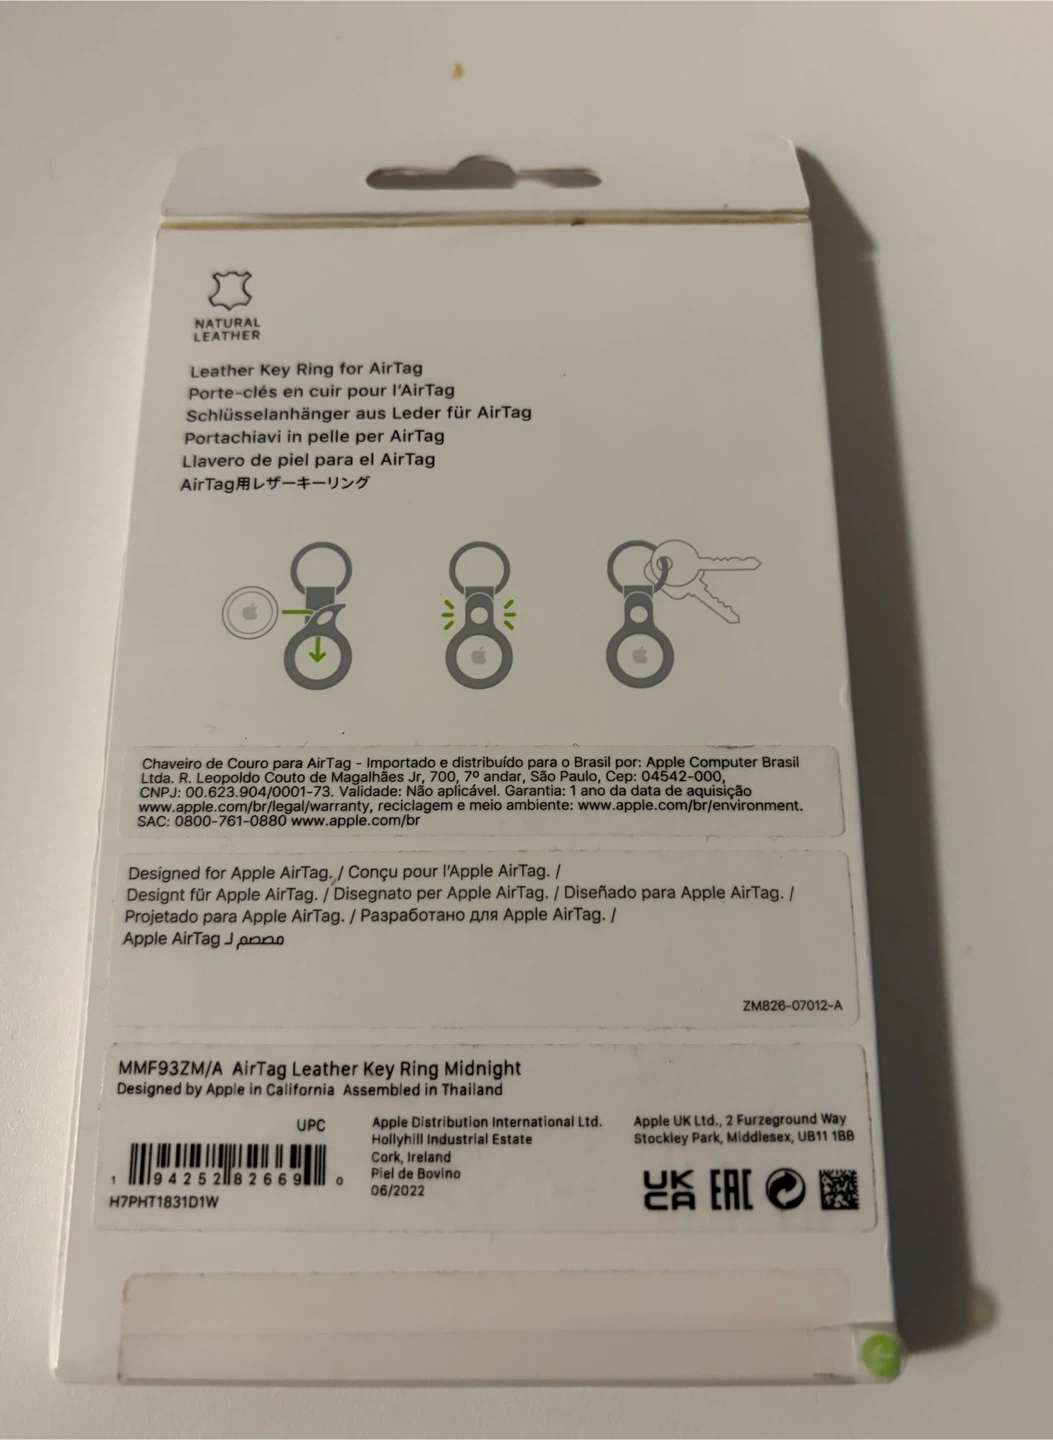 NATURAL
LEATHER
Leather Key Ring for AirTag
Porte-clés en cuir pour l'AirTag
Schlüsselanhänger aus Leder für AirTag
Portachiavi in pelle per AirTag
Llavero de piel para el AirTag
AirTag用レザーキーリング
Chaveiro de Couro para AirTag - Importado e distribuído para o Brasil por: Apple Computer Brasil
Ltda. R. Leopoldo Couto de Magalhães Jr, 700, 7º andar, São Paulo, Cep: 04542-000,
CNPJ: 00.623.904/0001-73. Validade: Não aplicável. Garantia: 1 ano da data de aquisição
www.apple.com/br/legal/warranty, reciclagem e meio ambiente: www.apple.com/br/environment.
SAC: 0800-761-0880 www.apple.com/br
Designed for Apple AirTag. / Conçu pour l'Apple AirTag. /
Designt für Apple AirTag. / Disegnato per Apple AirTag. / Diseñado para Apple AirTag. /
Projetado para Apple AirTag. / Разработано для Apple AirTag. /
مصمم لـ Apple AirTag
ZM826-07012-A
MMF93ZM/A AirTag Leather Key Ring Midnight
Designed by Apple in California Assembled in Thailand
UPC
1 94252 82669 0
H7PHT1831D1W
Apple Distribution International Ltd.
Hollyhill Industrial Estate
Cork, Ireland
Piel de Bovino
06/2022
Apple UK Ltd., 2 Furzeground Way
Stockley Park, Middlesex, UB11 1BB
UK
CA
EAC